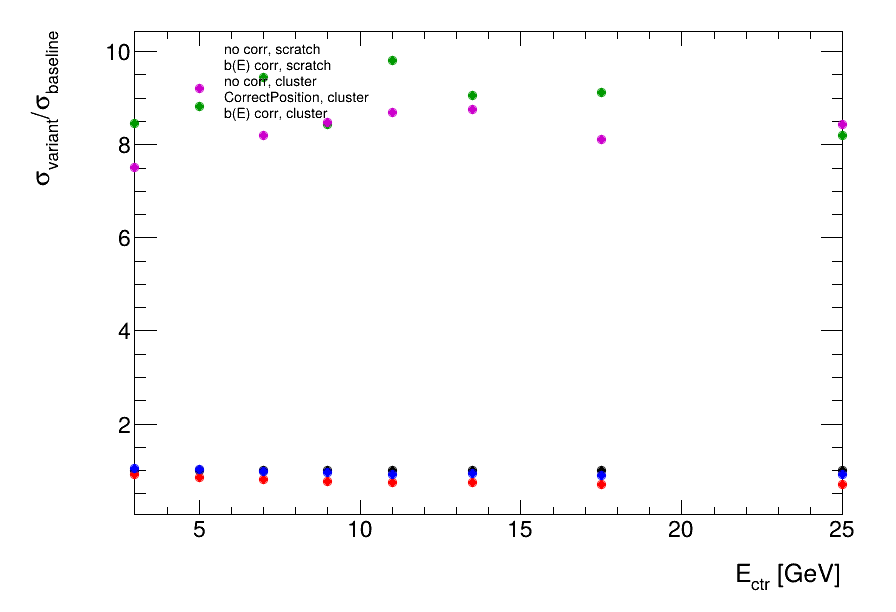 10
8
6
4
2
σvariant/σbaseline
no corr, scratch
b(E) corr, scratch
no corr, cluster
CorrectPosition, cluster
b(E) corr, cluster
5 10 15 20 25
Ectr [GeV]